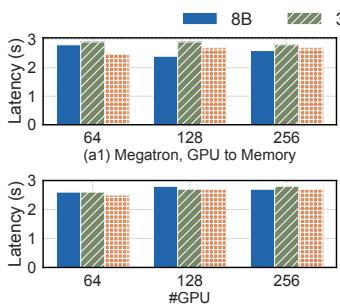 8B 3
Latency (s)
3
2
1
0
64 128 256
(a1) Megatron, GPU to Memory
Latency (s)
3
2
1
0
64 128 256
#GPU